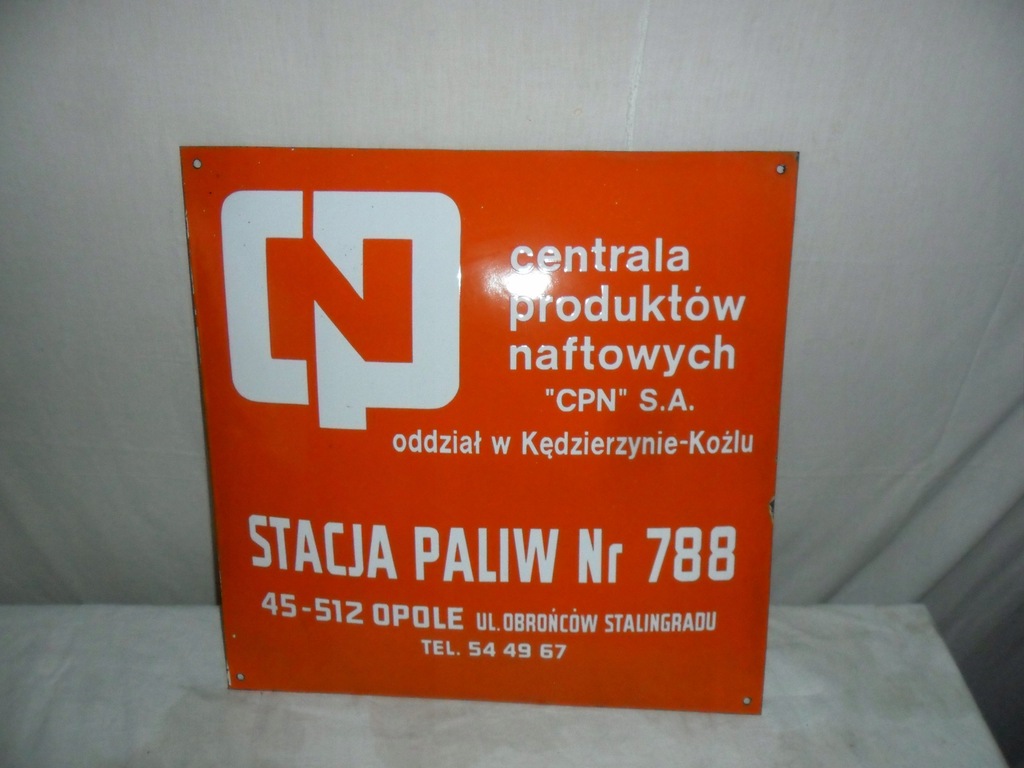 CPN
centrala
produktów
naftowych
"CPN" S.A.
oddział w Kędzierzynie-Koźlu
STACJA PALIW Nr 788
45-512 OPOLE UL. OBROŃCÓW STALINGRADU
TEL. 54 49 67